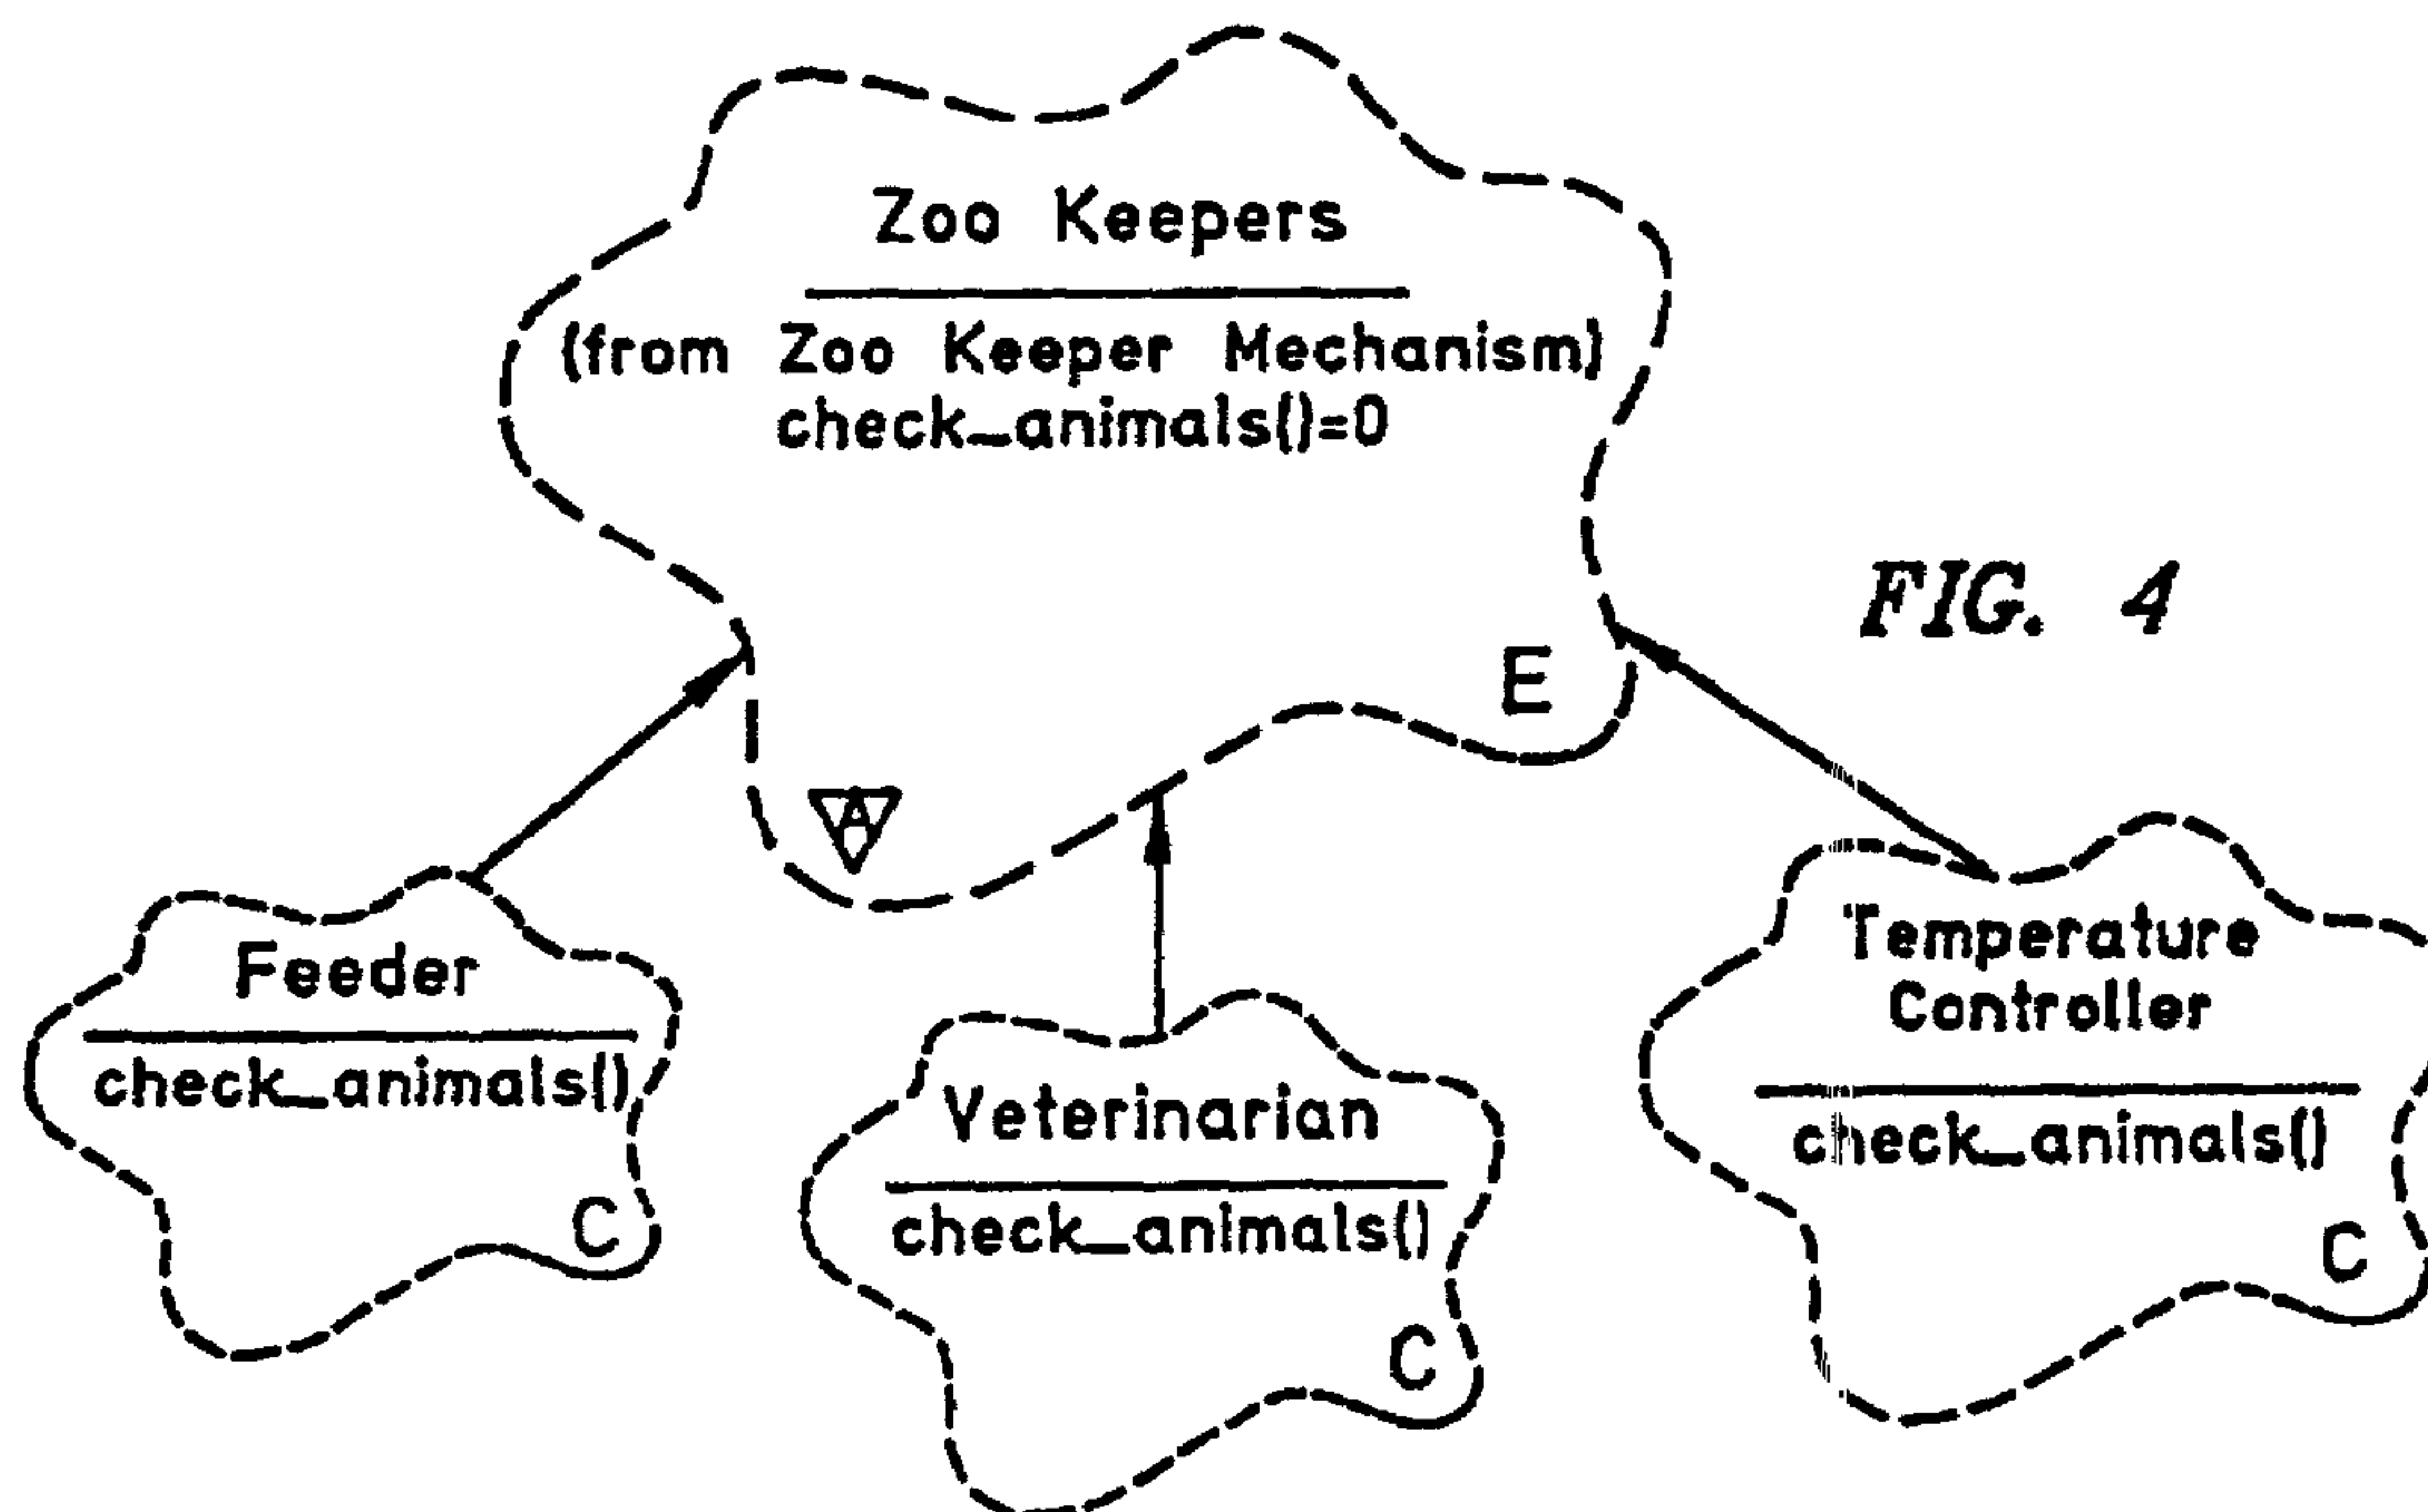 Zoo Keepers
(from Zoo Keeper Mechanism)
check_animals()=0
E
A
FIG. 4
Feeder
check_animals()
C
Veterinarian
check_animals()
C
Temperature
Controller
check_animals()
C